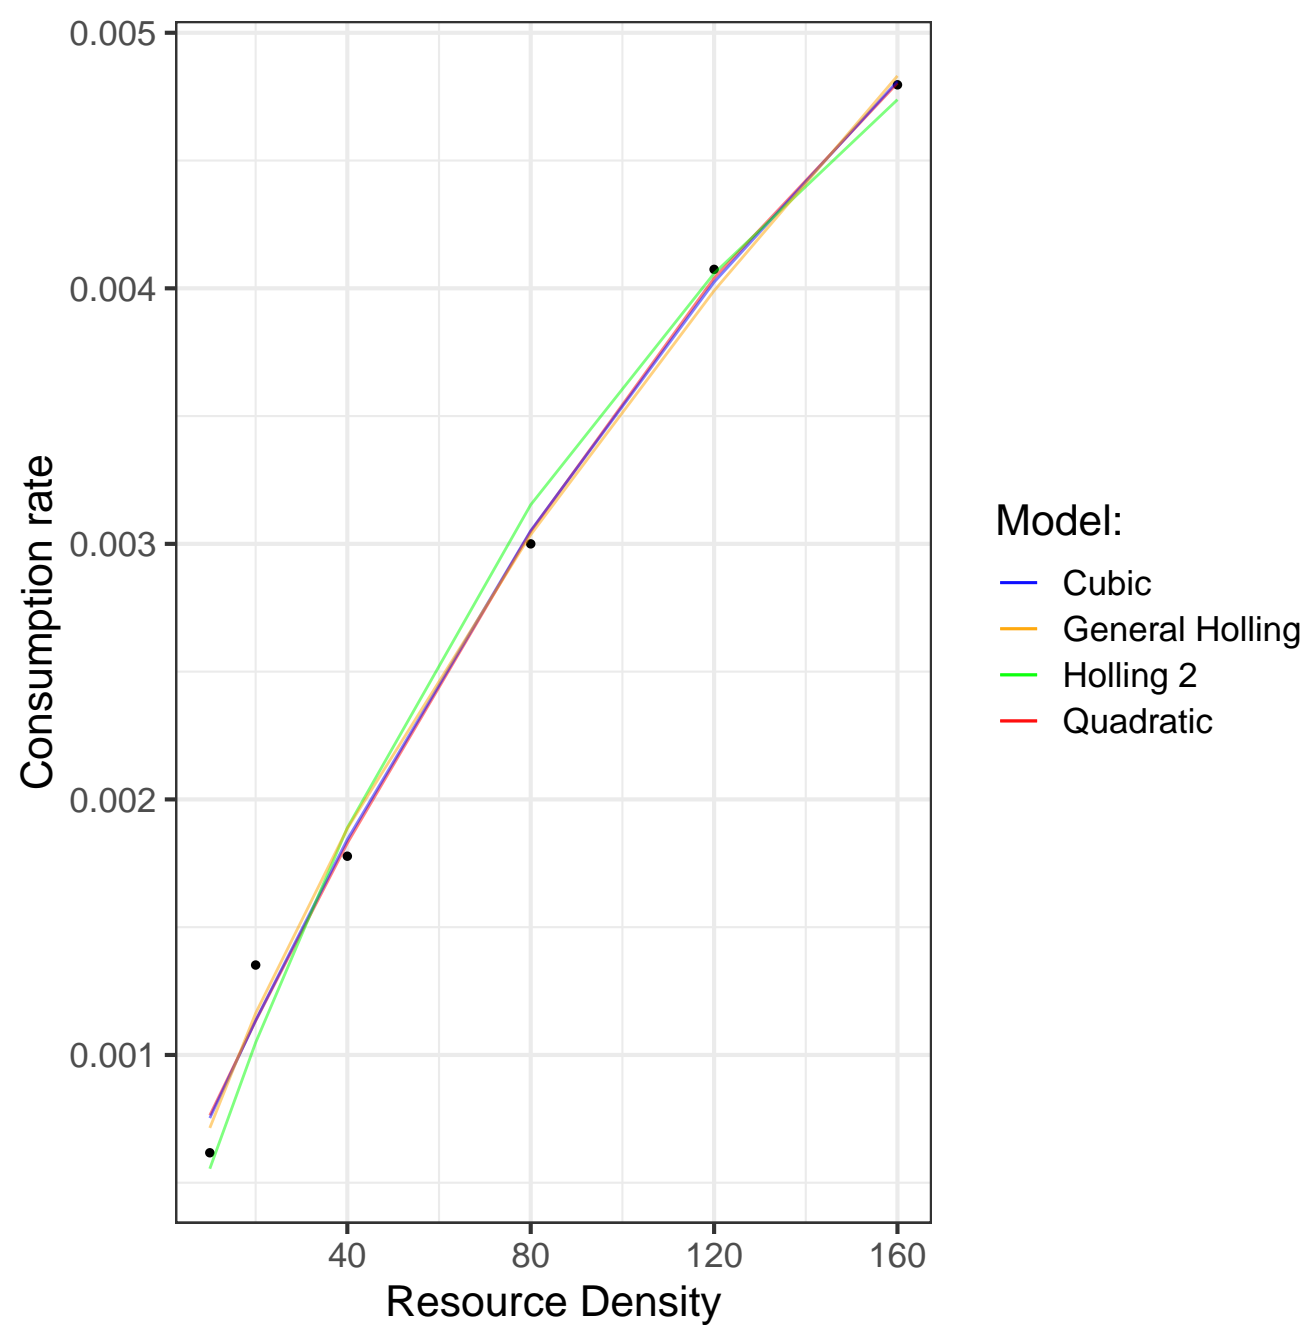 0.005
0.004
0.003
0.002
0.001
Consumption rate
40 80 120 160
Resource Density
Model:
Cubic
General Holling
Holling 2
Quadratic